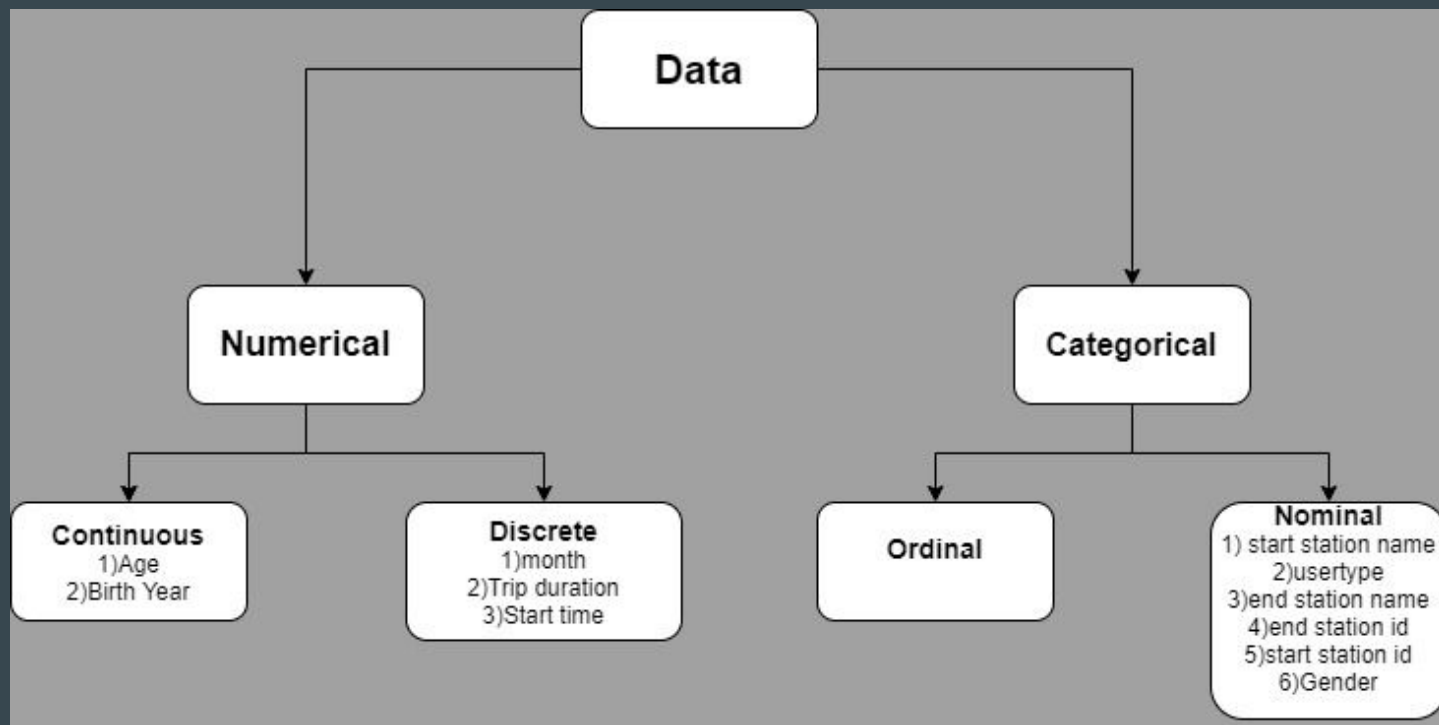 Data
Numerical
Categorical
Continuous
1)Age
2)Birth Year
Discrete
1)month
2)Trip duration
3)Start time
Ordinal
Nominal
1) start station name
2)usertype
3)end station name
4)end station id
5)start station id
6)Gender